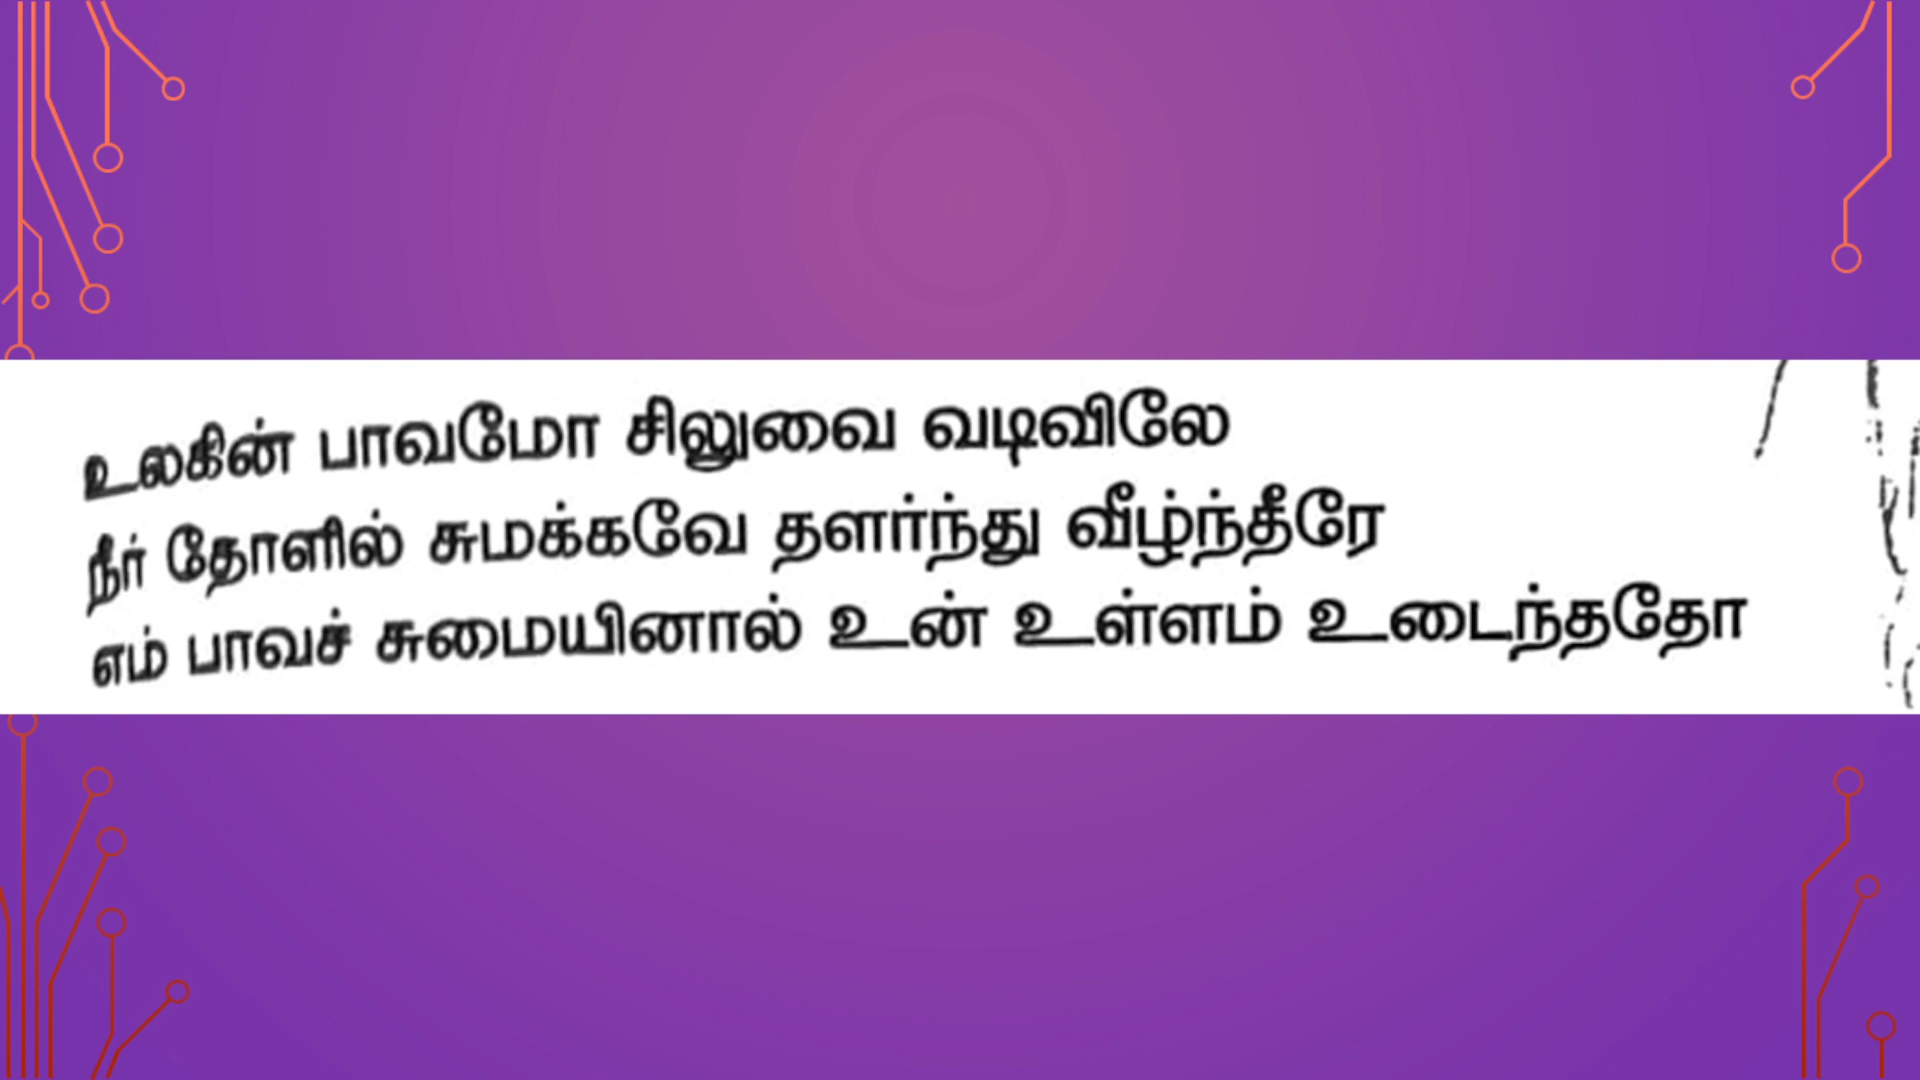 உலகின் பாவமோ சிலுவை வடிவிலே
நீர் தோளில் சுமக்கவே தளர்ந்து வீழ்ந்தீரே
எம் பாவச் சுமையினால் உன் உள்ளம் உடைந்ததோ